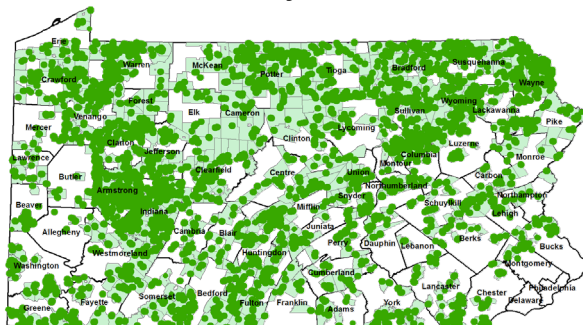 Erie
Warren
McKean
Crawford
Potter
Tioga
Bradford
Susquehanna
Wayne
Forest
Elk
Cameron
Sullivan
Wyoming
Lackawanna
Venango
Mercer
Clinton
Lycoming
Pike
Clarion
Jefferson
Luzerne
Columbia
Monroe
Lawrence
Butler
Clearfield
Centre
Union
Montour
Northumberland
Carbon
Armstrong
Snyder
Northampton
Beaver
Indiana
Mifflin
Schuylkill
Lehigh
Allegheny
Cambria
Blair
Juniata
Perry
Dauphin
Lebanon
Berks
Bucks
Westmoreland
Huntingdon
Montgomery
Washington
Cumberland
Somerset
Bedford
Fulton
Franklin
Adams
York
Lancaster
Chester
Philadelphia
Delaware
Greene
Fayette